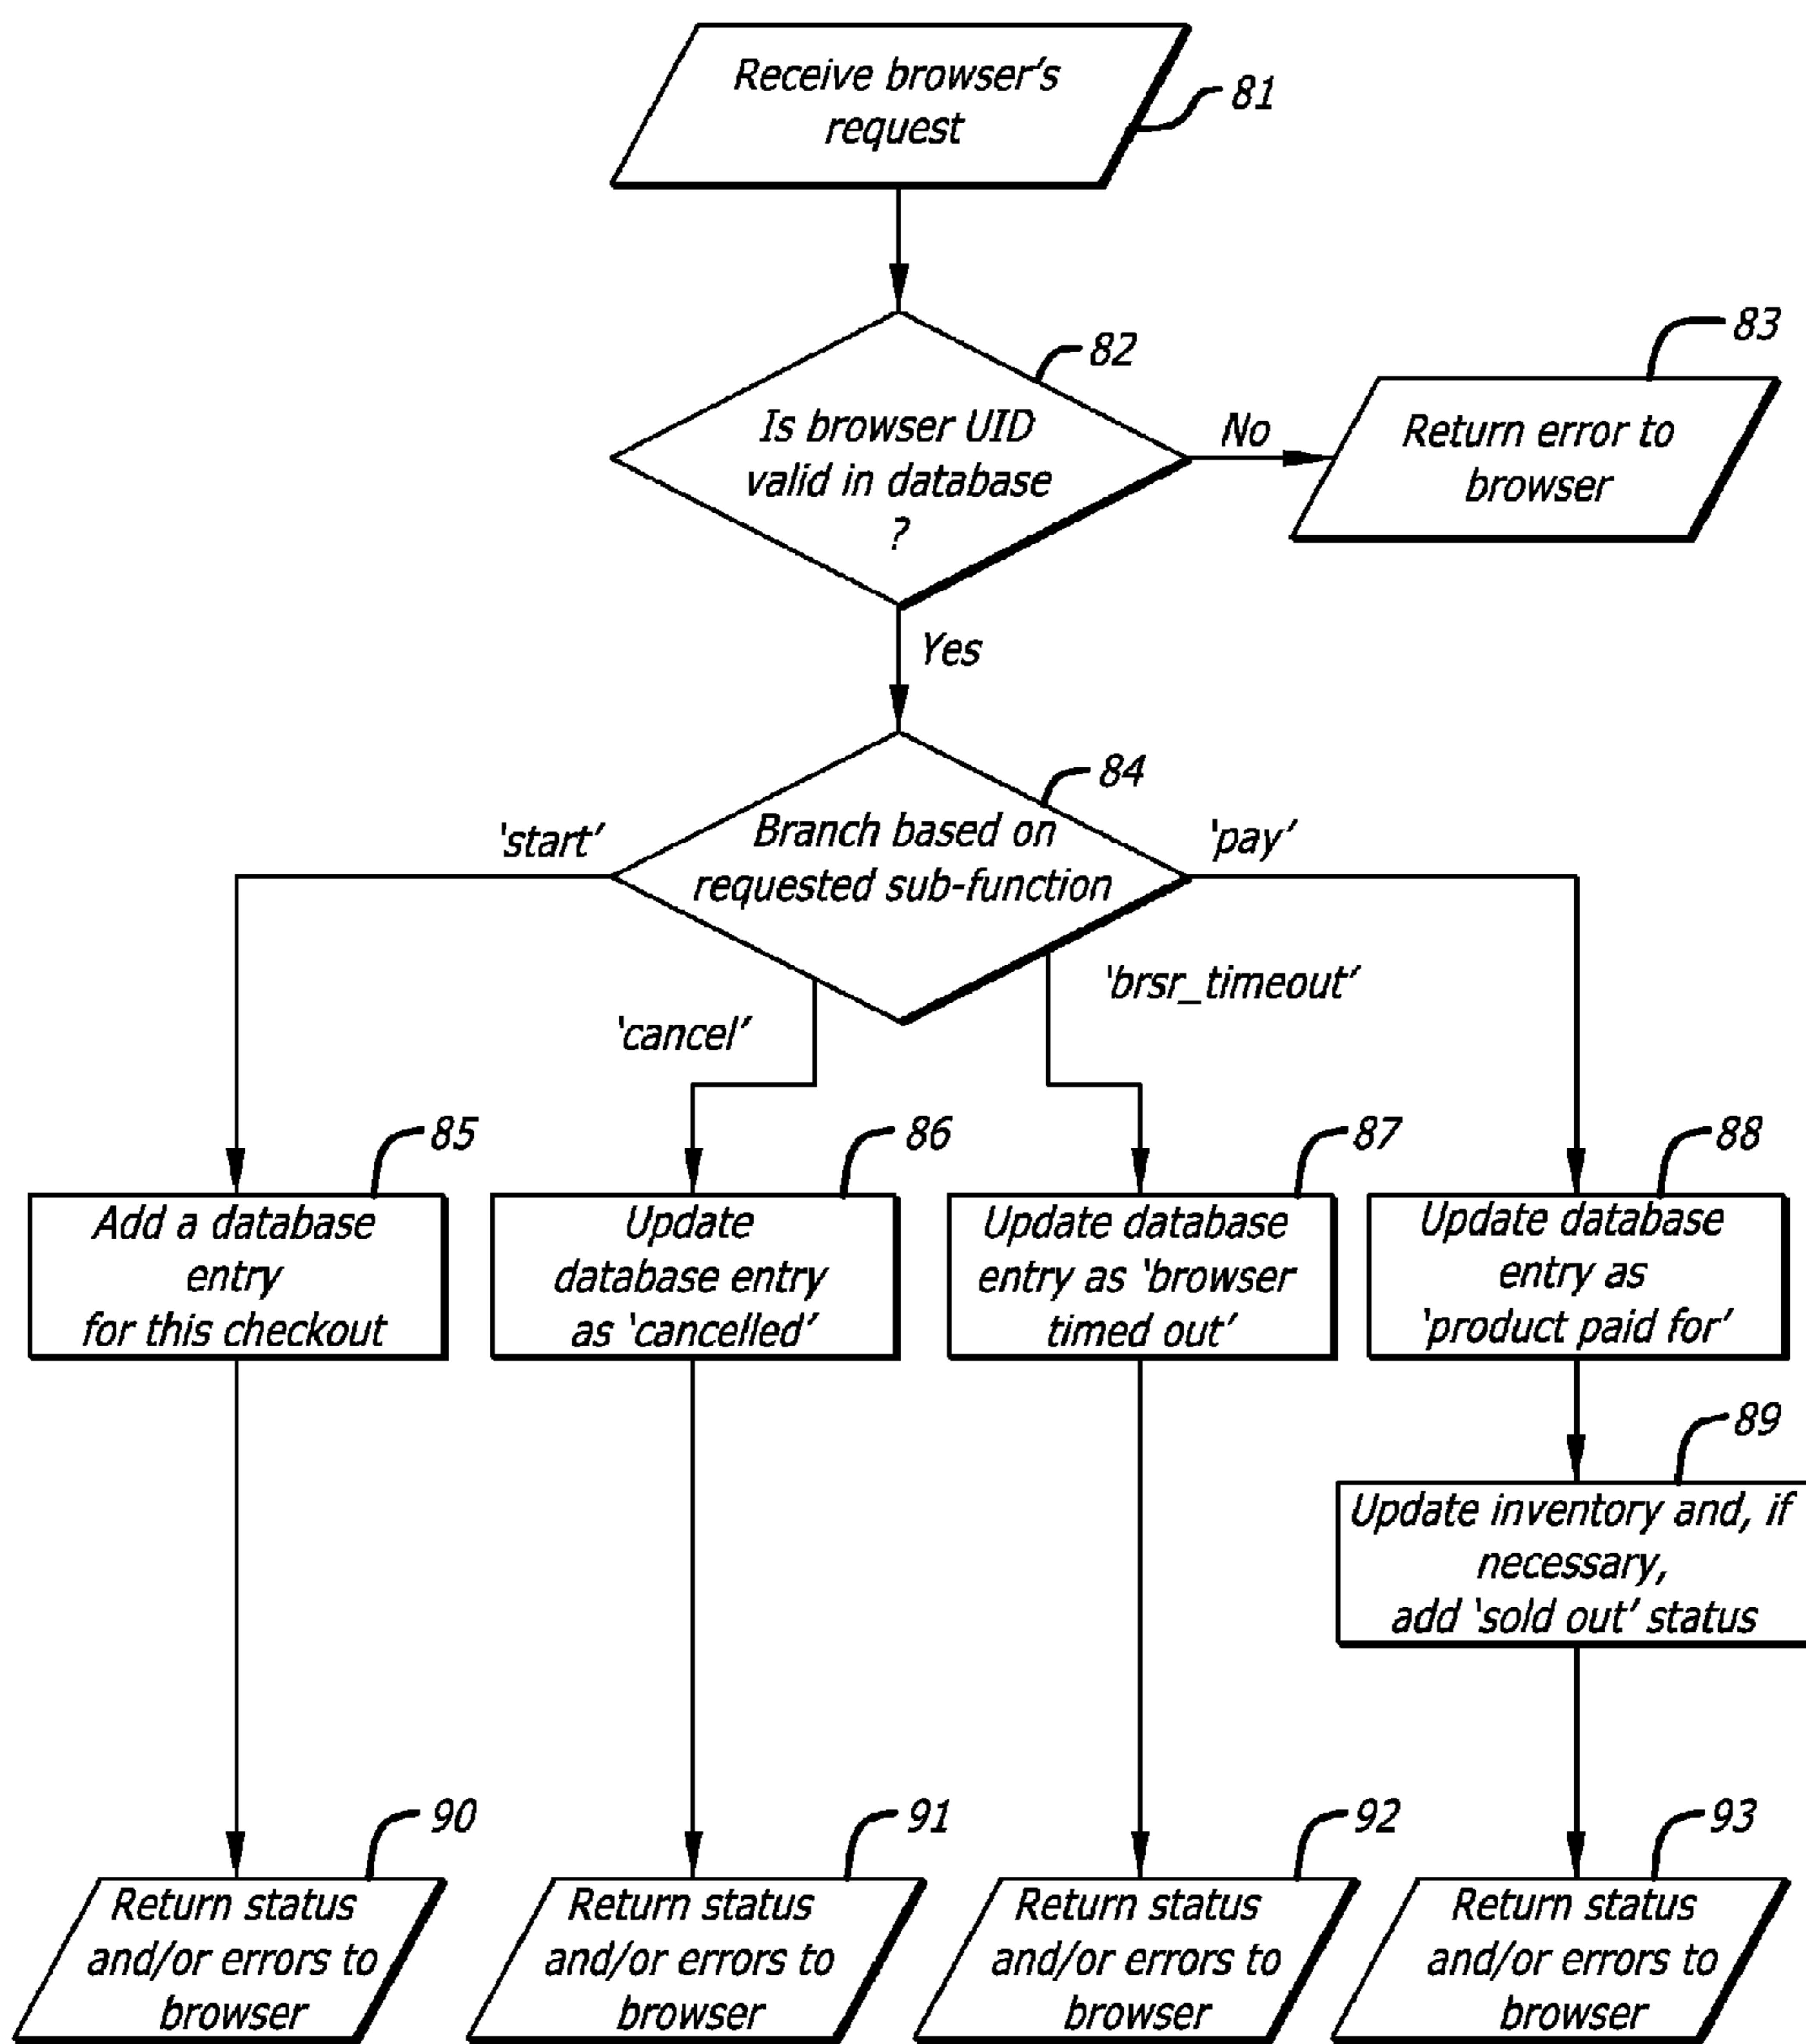 Receive browser's
request
81
82
Is browser UID
valid in database
?
No
83
Return error to
browser
Yes
84
Branch based on
requested sub-function
'start'
'pay'
'cancel'
'brsr_timeout'
85
Add a database
entry
for this checkout
86
Update
database entry
as 'cancelled'
87
Update database
entry as 'browser
timed out'
88
Update database
entry as
'product paid for'
89
Update inventory and, if
necessary,
add 'sold out' status
90
Return status
and/or errors to
browser
91
Return status
and/or errors to
browser
92
Return status
and/or errors to
browser
93
Return status
and/or errors to
browser